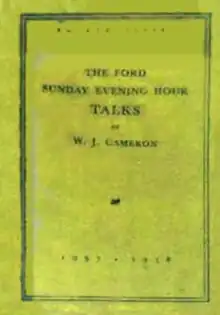 THE FORD
SUNDAY EVENING HOUR
TALKS
BY
W. J. CAMERON